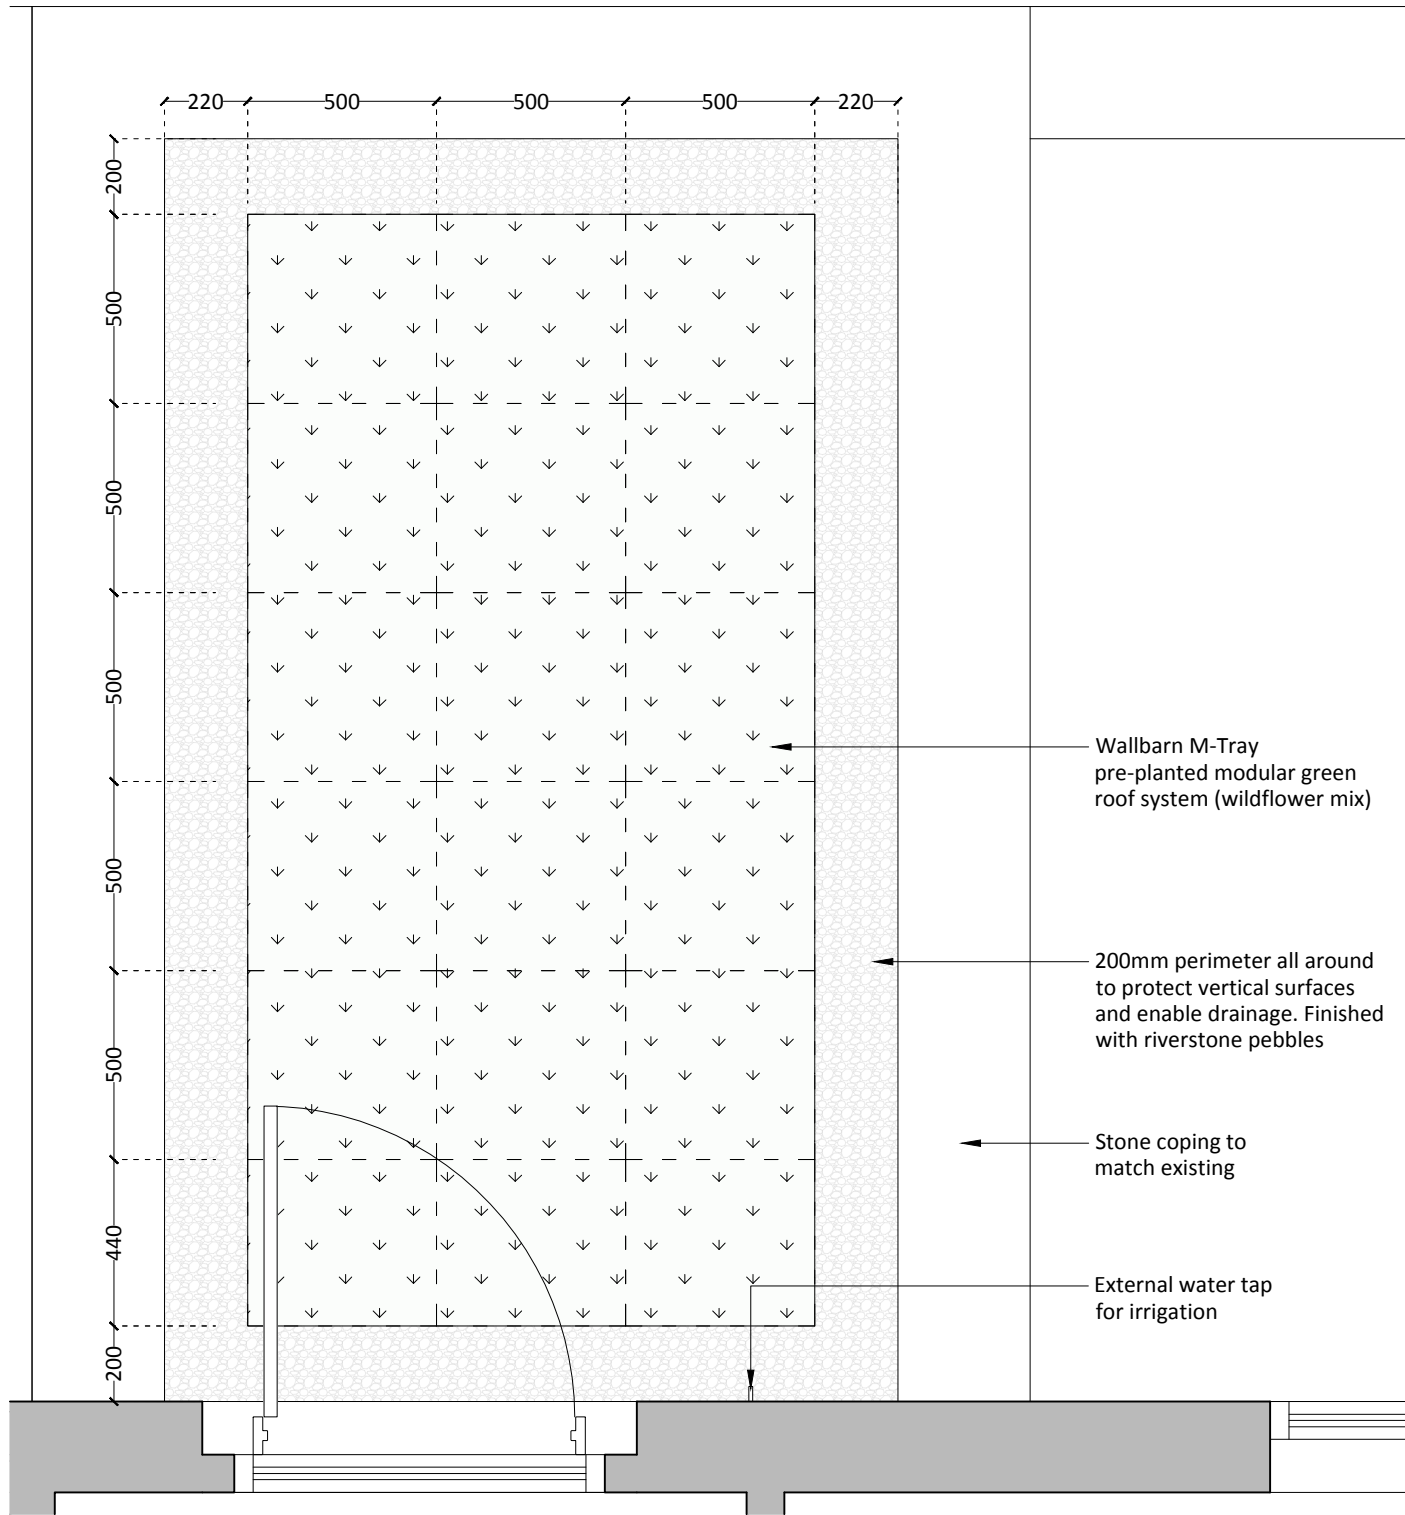 220
500
500
500
220
200
500
500
500
500
500
440
200
Wallbarn M-Tray
pre-planted modular green
roof system (wildflower mix)
200mm perimeter all around
to protect vertical surfaces
and enable drainage. Finished
with riverstone pebbles
Stone coping to
match existing
External water tap
for irrigation